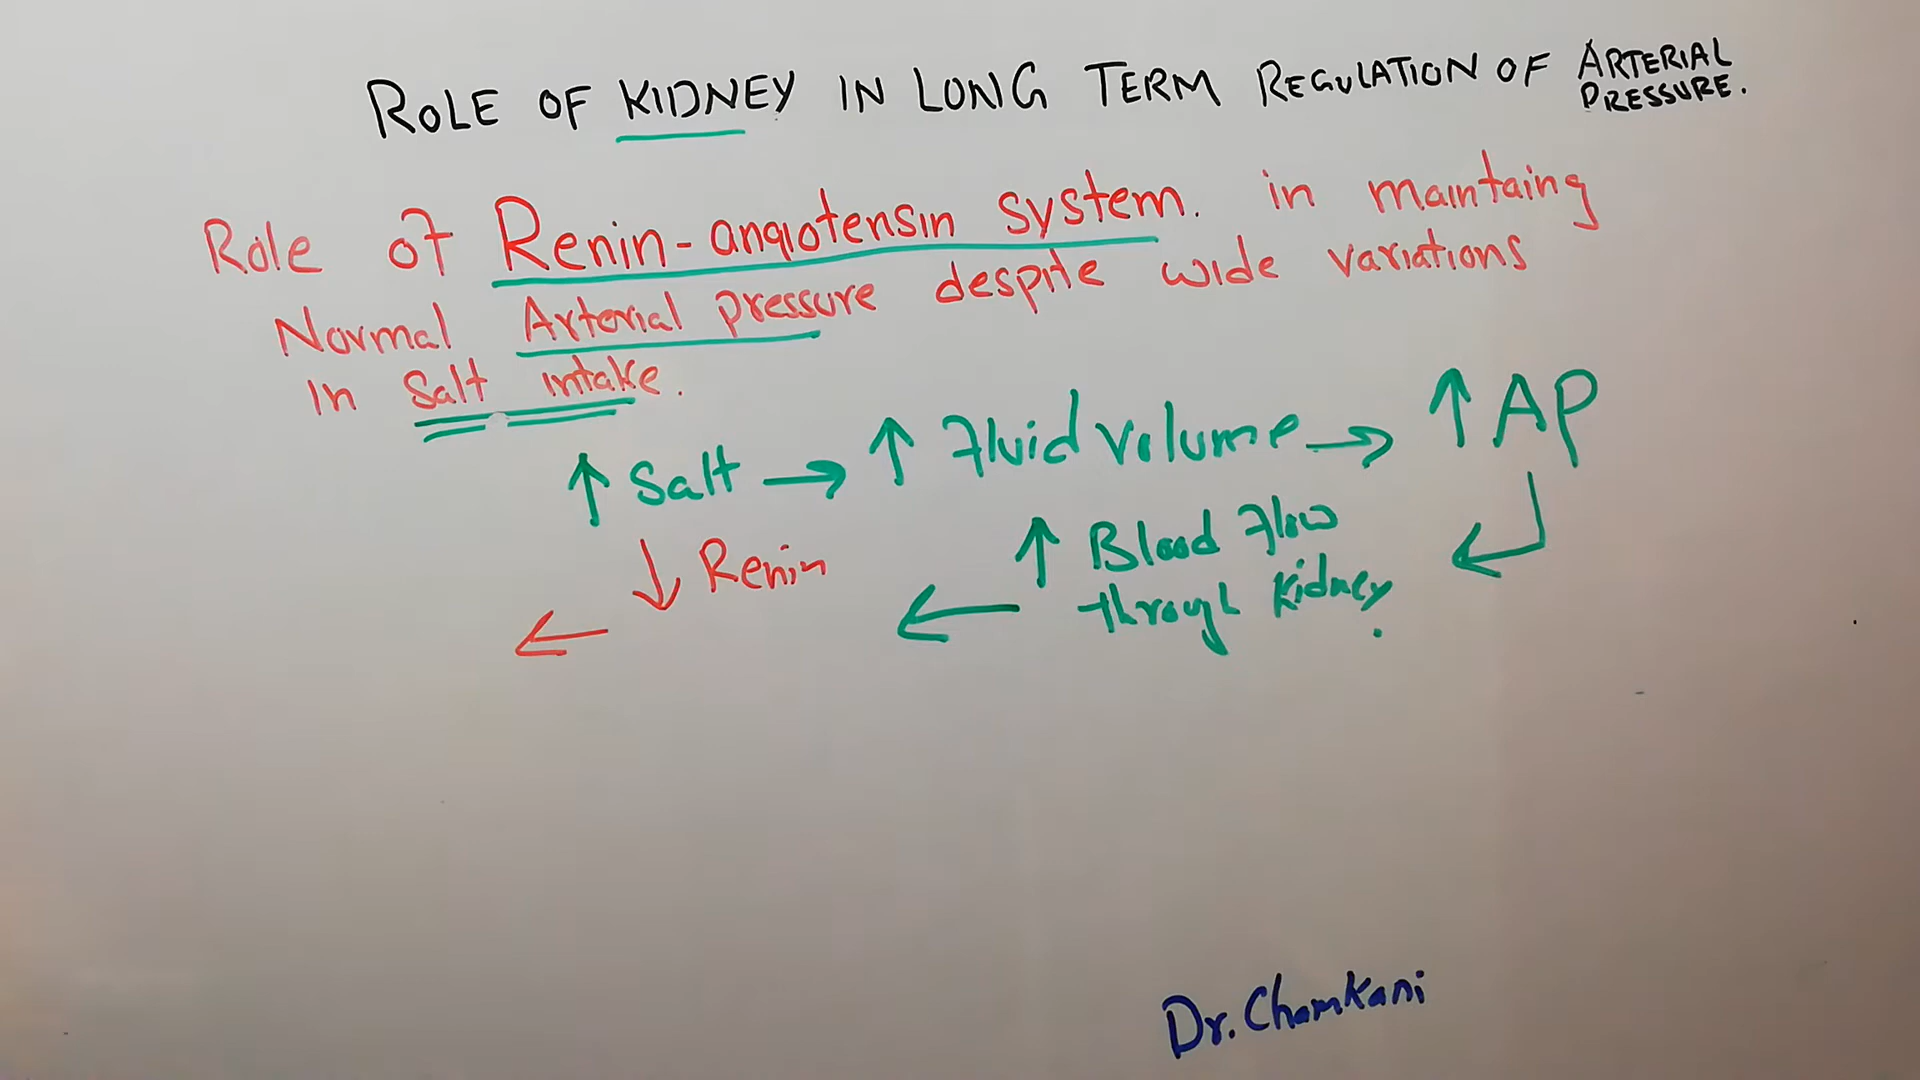 ROLE OF KIDNEY IN LONG TERM REGULATION OF ARTERIAL PRESSURE.
Role of Renin-angiotensin system. in maintaing
Normal Arterial pressure despite wide variations
In Salt intake.
↑ Salt → ↑ Fluid volume → ↑ AP
↓ Renin ← ↑ Blood Flow through Kidney
←
Dr. Chamkani